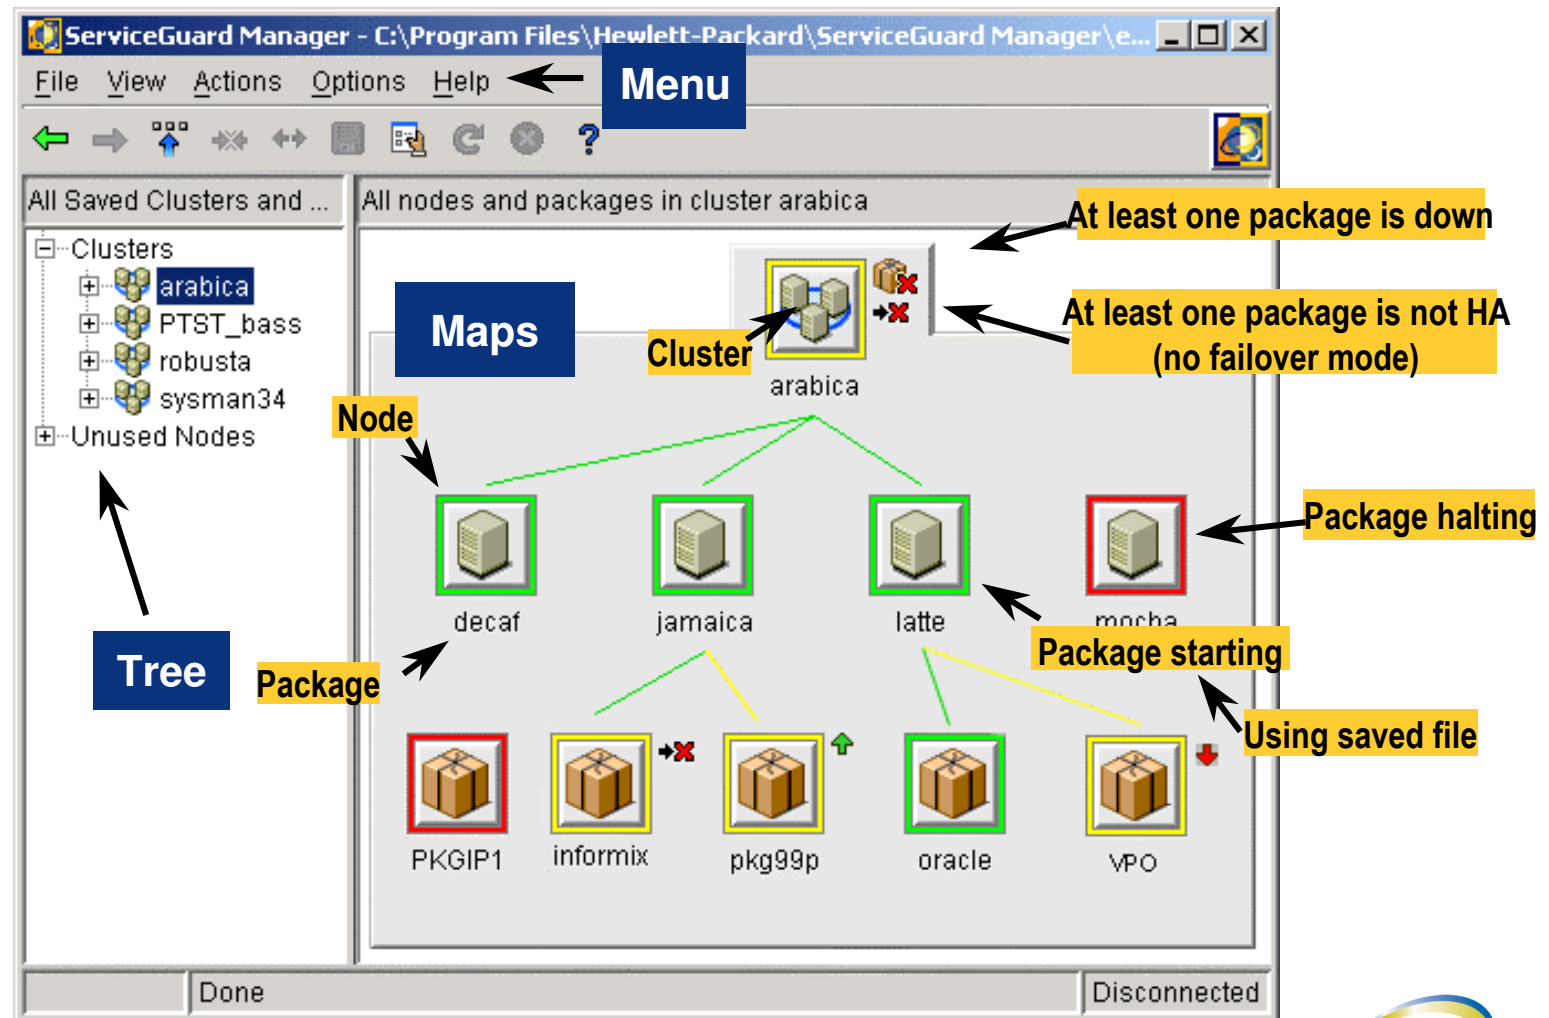 ServiceGuard Manager - C:\Program Files\Hewlett-Packard\ServiceGuard Manager\e...
File View Actions Options Help
Menu
All Saved Clusters and ...
All nodes and packages in cluster arabica
At least one package is down
Clusters
arabica
PTST_bass
robusta
sysman34
Unused Nodes
Maps
Cluster
At least one package is not HA
(no failover mode)
arabica
Node
Package halting
decaf
jamaica
latte
mocha
Tree
Package
Package starting
Using saved file
PKGIP1
informix
pkg99p
oracle
VPO
Done
Disconnected